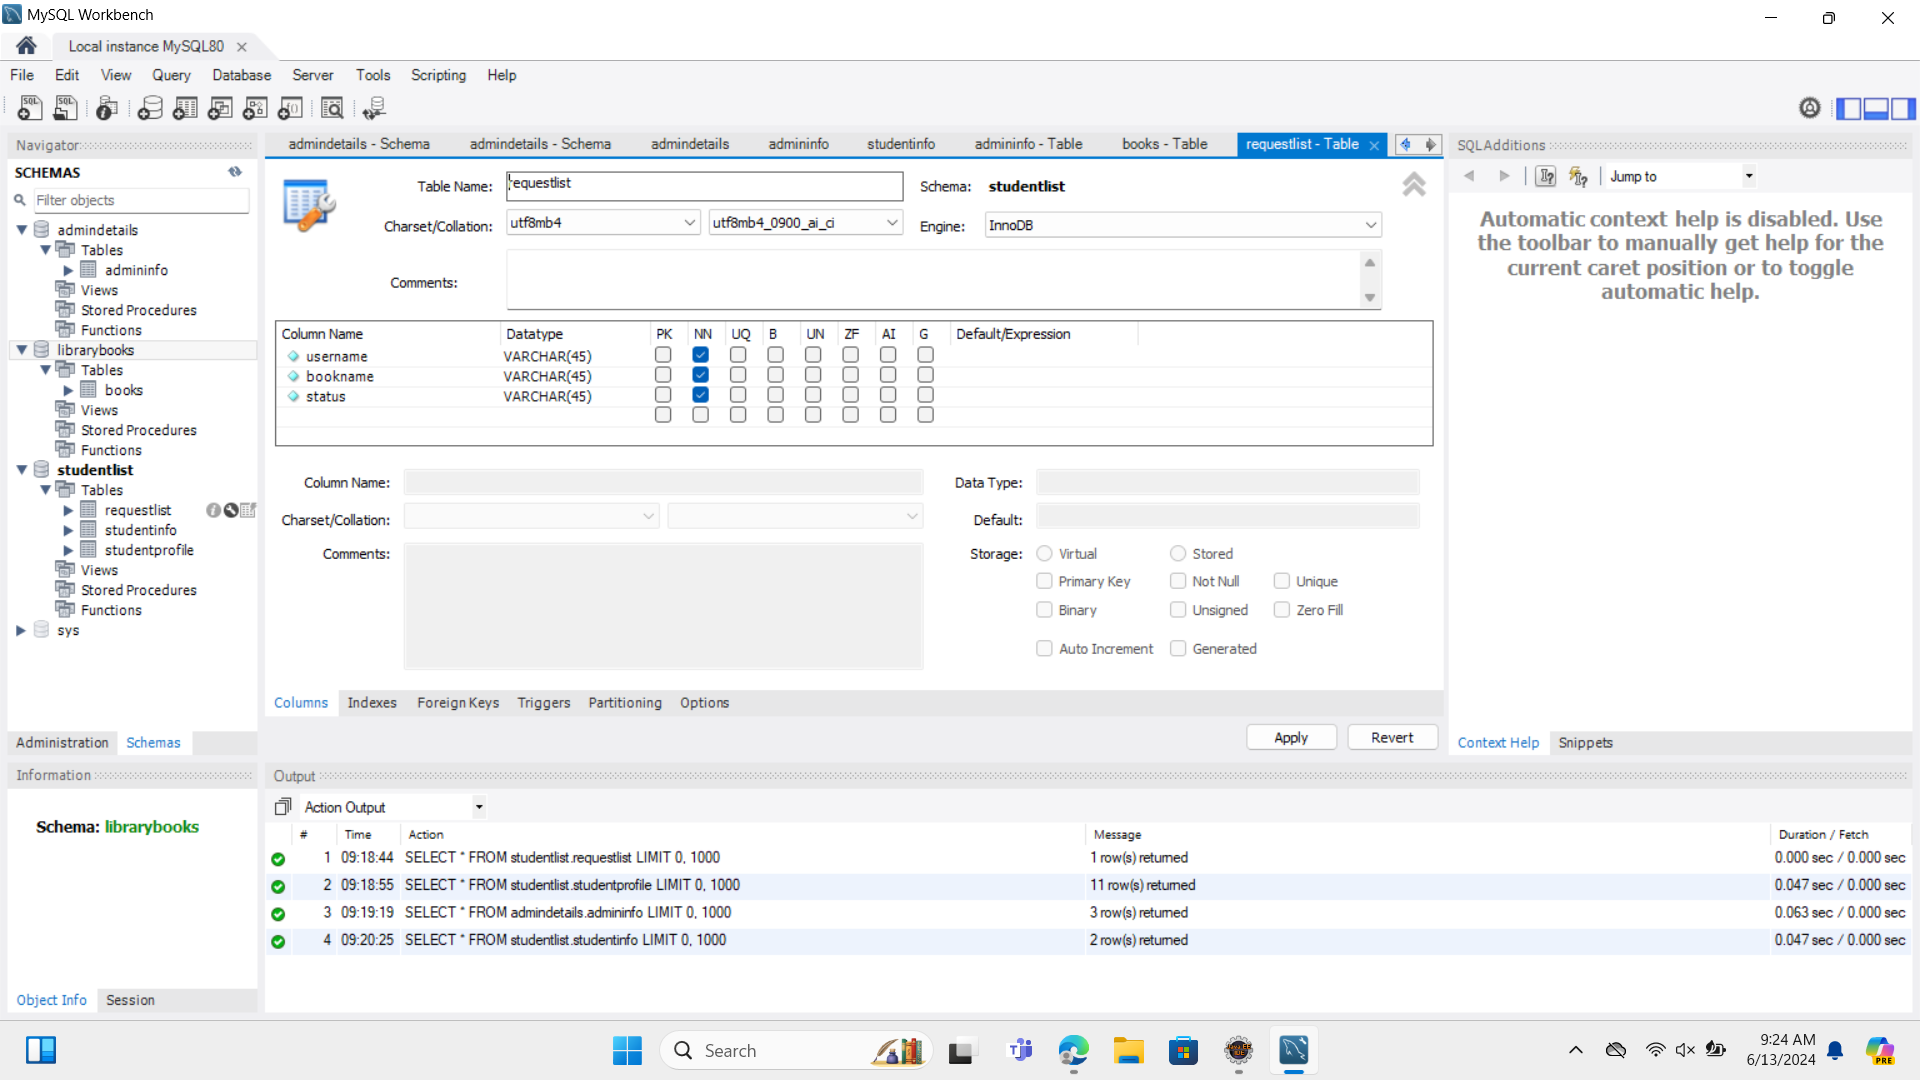 MySQL Workbench
Local instance MySQL80
File Edit View Query Database Server Tools Scripting Help
Navigator
SCHEMAS
Filter objects
admindetails
Tables
admininfo
Views
Stored Procedures
Functions
librarybooks
Tables
books
Views
Stored Procedures
Functions
studentlist
Tables
requestlist
studentinfo
studentprofile
Views
Stored Procedures
Functions
sys
Administration Schemas
Information
Schema: librarybooks
Object Info Session
admindetails - Schema admindetails - Schema admindetails admininfo studentinfo admininfo - Table books - Table requestlist - Table
Table Name: requestlist Schema: studentlist
Charset/Collation: utf8mb4 utf8mb4_0900_ai_ci Engine: InnoDB
Comments:
Column Name Datatype PK NN UQ B UN ZF AI G Default/Expression
username VARCHAR(45)
bookname VARCHAR(45)
status VARCHAR(45)
Column Name: Data Type:
Charset/Collation: Default:
Comments: Storage: Virtual Stored
Primary Key Not Null Unique
Binary Unsigned Zero Fill
Auto Increment Generated
Columns Indexes Foreign Keys Triggers Partitioning Options
Apply Revert
SQLAdditions
Jump to
Automatic context help is disabled. Use
the toolbar to manually get help for the
current caret position or to toggle
automatic help.
Context Help Snippets
Output
Action Output
# Time Action Message Duration / Fetch
1 09:18:44 SELECT * FROM studentlist.requestlist LIMIT 0, 1000 1 row(s) returned 0.000 sec / 0.000 sec
2 09:18:55 SELECT * FROM studentlist.studentprofile LIMIT 0, 1000 11 row(s) returned 0.047 sec / 0.000 sec
3 09:19:19 SELECT * FROM admindetails.admininfo LIMIT 0, 1000 3 row(s) returned 0.063 sec / 0.000 sec
4 09:20:25 SELECT * FROM studentlist.studentinfo LIMIT 0, 1000 2 row(s) returned 0.047 sec / 0.000 sec
Search
9:24 AM
6/13/2024
PRE